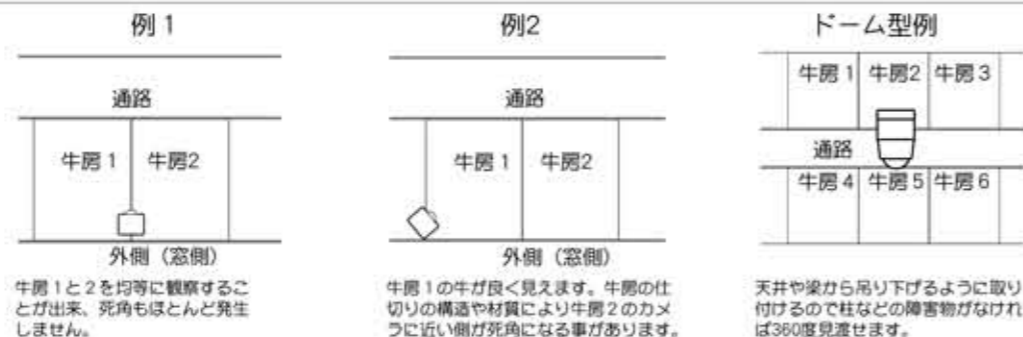 例1
通路
牛房1 牛房2
外側（窓側）
牛房1と2を均等に観察するこ
とが出来、死角もほとんど発生
しません。
例2
通路
牛房1 牛房2
外側（窓側）
牛房1の牛が良く見えます。牛房の仕
切りの構造や材質により牛房2のカメ
ラに近い側が死角になる事があります。
ドーム型例
牛房1 牛房2 牛房3
通路
牛房4 牛房5 牛房6
天井や梁から吊り下げるように取り
付けるので柱などの障害物がなけれ
ば360度見渡せます。